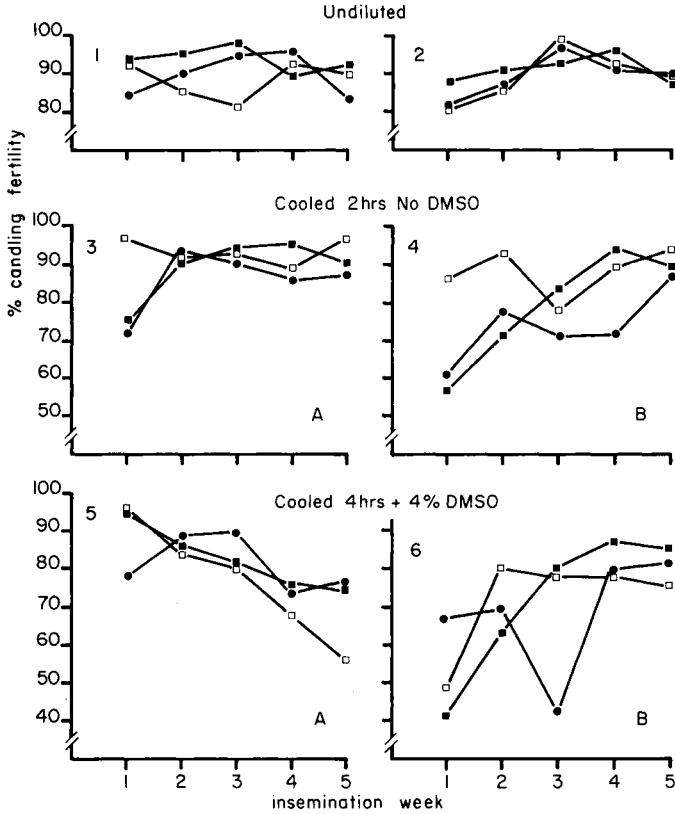 Undiluted
1
2
100
90
80
Cooled 2hrs No DMSO
3
4
100
90
80
70
60
50
A
B
% candling fertility
Cooled 4hrs + 4% DMSO
5
6
100
90
80
70
60
50
40
A
B
1 2 3 4 5
1 2 3 4 5
insemination week